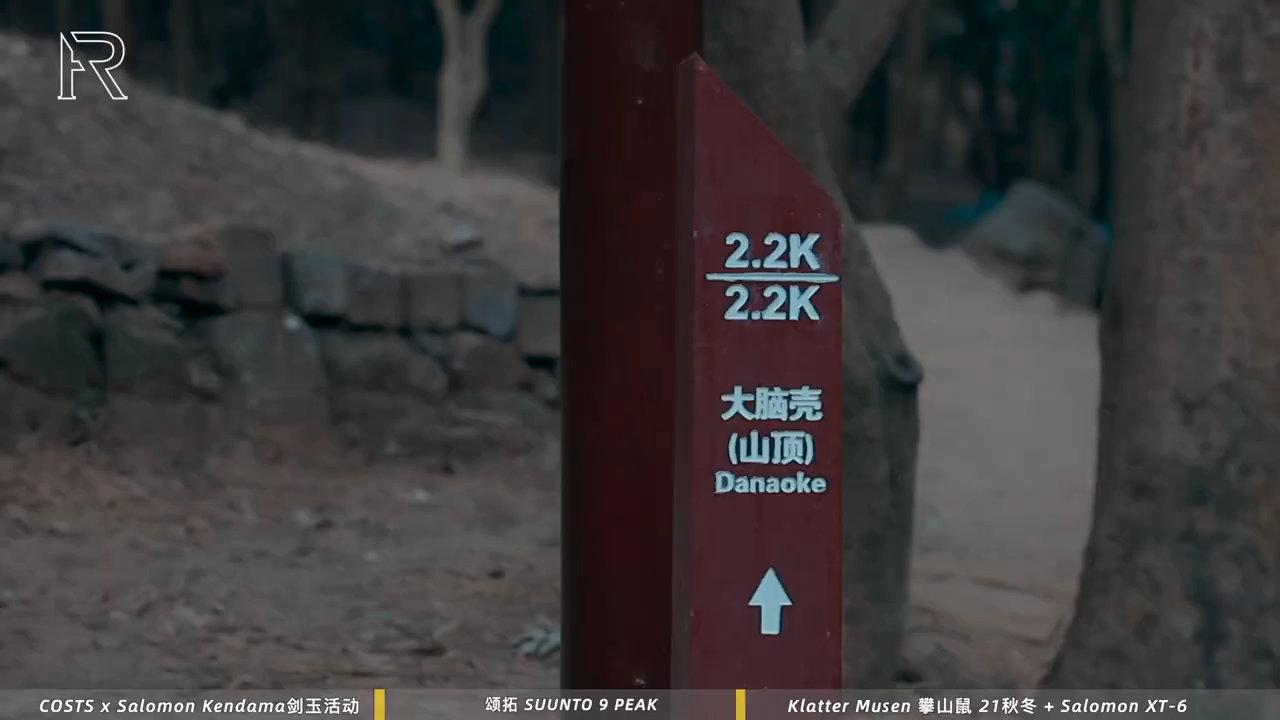 R
2.2K
2.2K
大脑壳
(山顶)
Danaoke
COSTS x Salomon Kendama剑玉活动
颂拓 SUUNTO 9 PEAK
Klatter Musen 攀山鼠 21秋冬 + Salomon XT-6